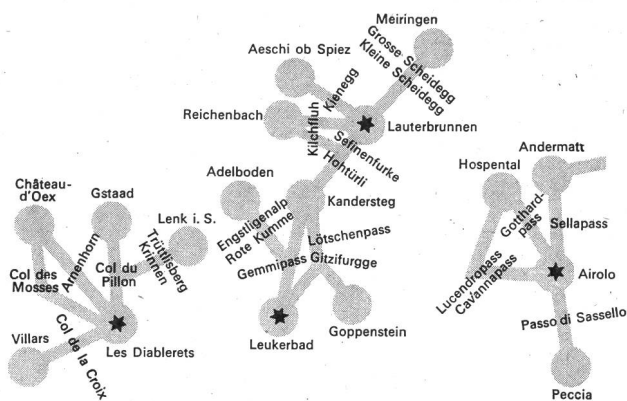 Meiringen
Grosse Scheidegg
Kleine Scheidegg
Aeschi ob Spiez
Kienegg
Reichenbach
Kilchfluh
Lauterbrunnen
Sefinenfurke
Hohtürli
Adelboden
Kandersteg
Engstligenalp
Rote Kumme
Lötschenpass
Gemmipass Gitzifurgge
Goppenstein
Leukerbad
Château-
d'Oex
Gstaad
Lenk i. S.
Trüttlisberg
Krinnen
Arnenhorn
Col du
Pillon
Col des
Mosses
Villars
Col de la Croix
Les Diablerets
Andermatt
Hospental
Gotthard-
pass
Sellapass
Airolo
Lucendropass
Cavannapass
Passo di Sassello
Peccia